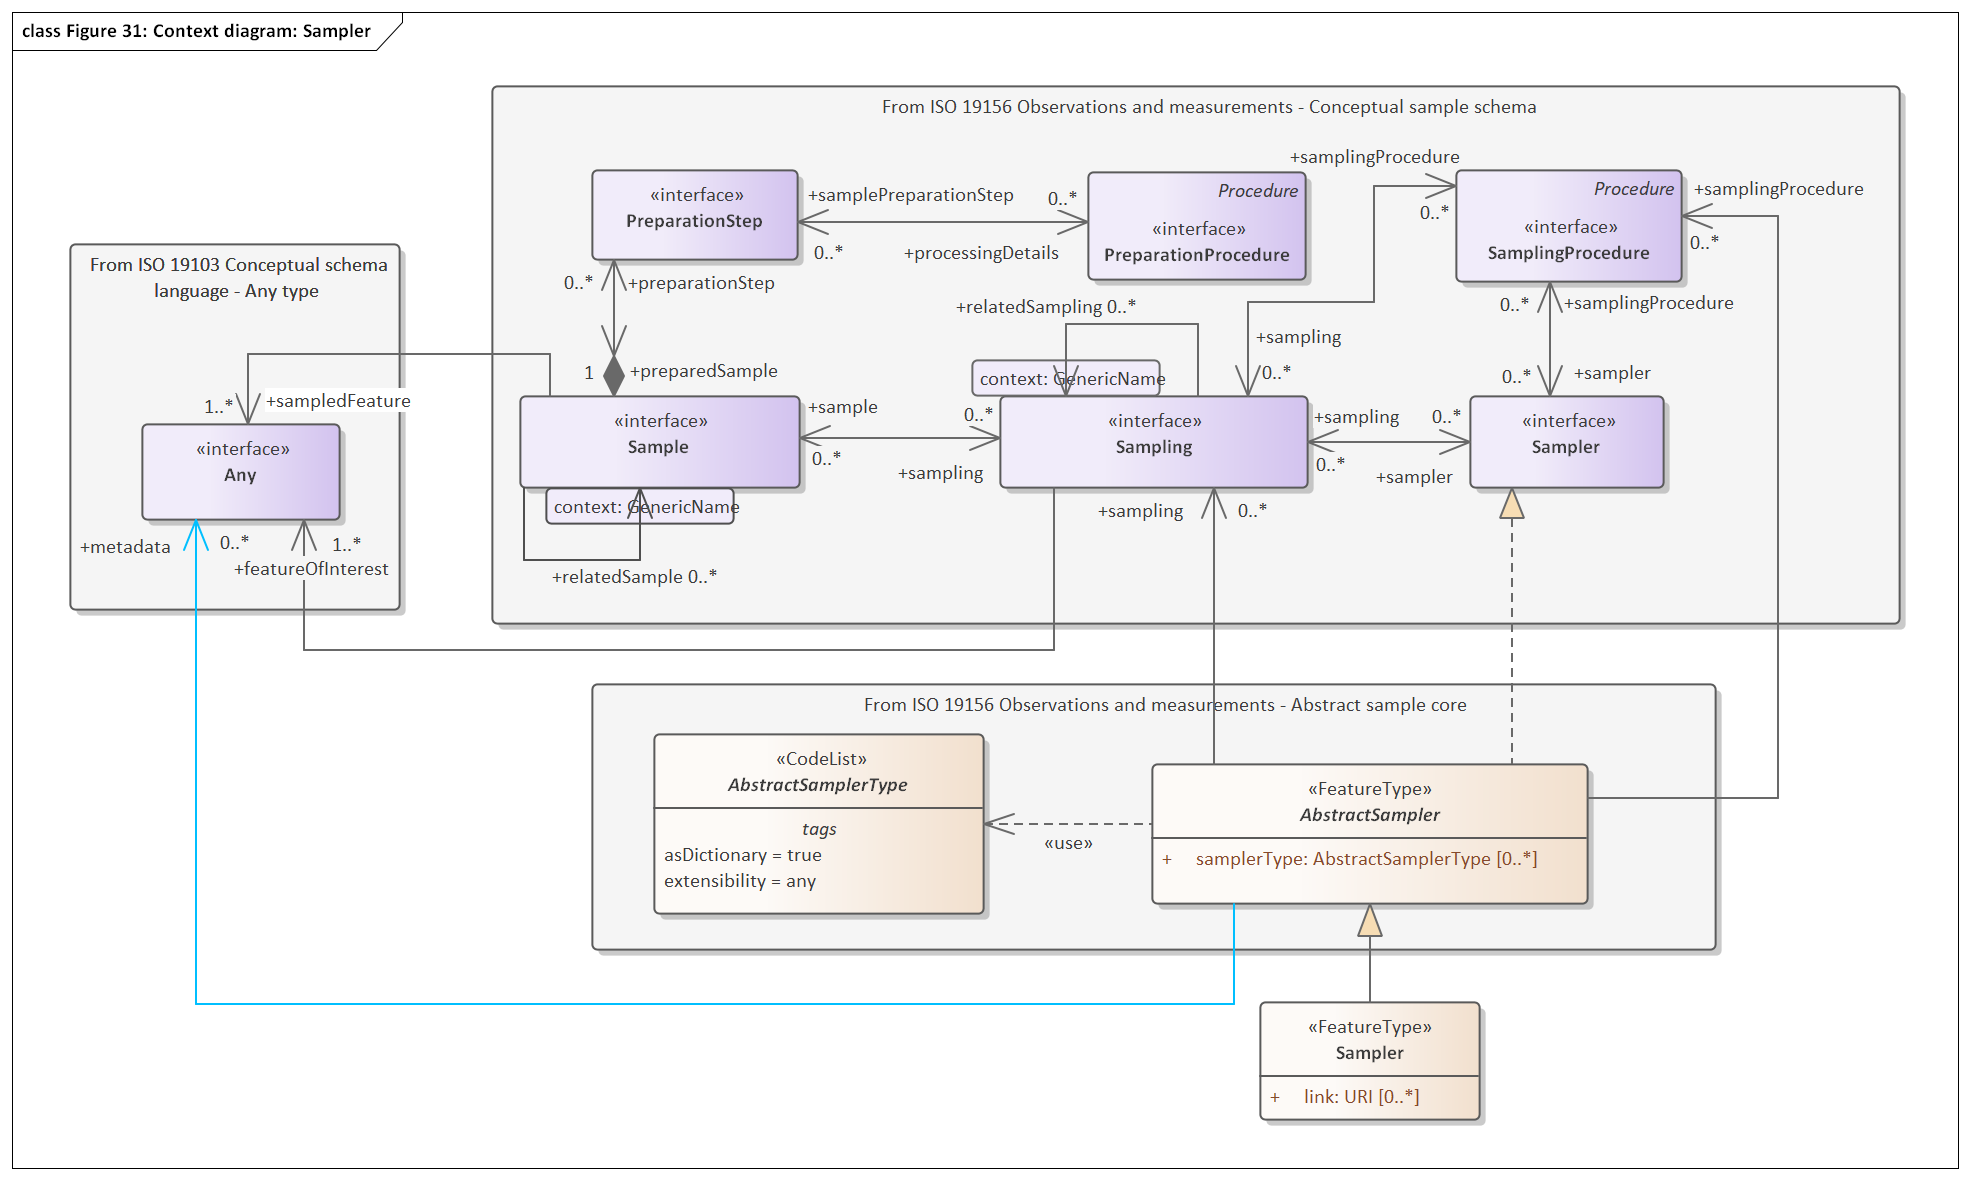 class Figure 31: Context diagram: Sampler
From ISO 19156 Observations and measurements - Conceptual sample schema
+samplingProcedure
0..*
«interface»
PreparationStep
+samplePreparationStep
0..*
0..*
+processingDetails
Procedure
«interface»
PreparationProcedure
Procedure
«interface»
SamplingProcedure
+samplingProcedure
0..*
From ISO 19103 Conceptual schema
language - Any type
0..*
+preparationStep
+relatedSampling 0..*
0..*
+samplingProcedure
+sampling
0..*
1
+preparedSample
context: GenericName
0..*
+sampler
1..*
+sampledFeature
«interface»
Any
«interface»
Sample
+sample
0..*
0..*
+sampling
«interface»
Sampling
+sampling
0..*
0..*
+sampler
«interface»
Sampler
context: GenericName
+relatedSample 0..*
+sampling
0..*
+metadata
0..*
1..*
+featureOfInterest
From ISO 19156 Observations and measurements - Abstract sample core
«CodeList»
AbstractSamplerType
tags
asDictionary = true
extensibility = any
«use»
«FeatureType»
AbstractSampler
+ samplerType: AbstractSamplerType [0..*]
«FeatureType»
Sampler
+ link: URI [0..*]